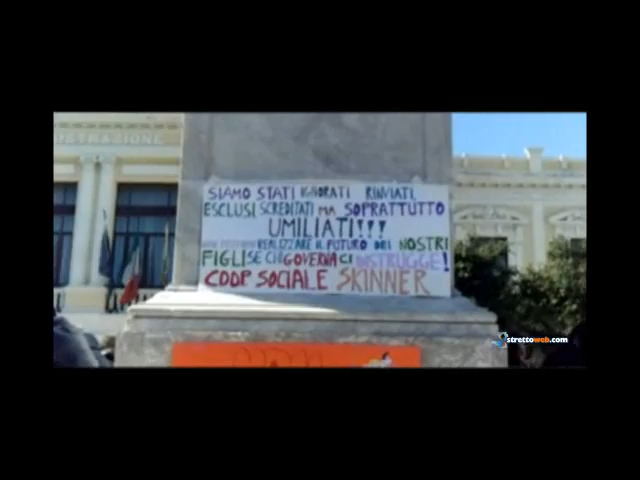 ISTRAZIONE
SIAMO STATI IGNORATI RINVIATI,
ESCLUSI SCREDITATI MA SOPRATTUTTO
UMILIATI!!!
REALIZZARE IL FUTURO DEI NOSTRI
FIGLI SE CHI GOVERNA CI DISTRUGGE!
COOP SOCIALE SKINNER
strettoweb.com